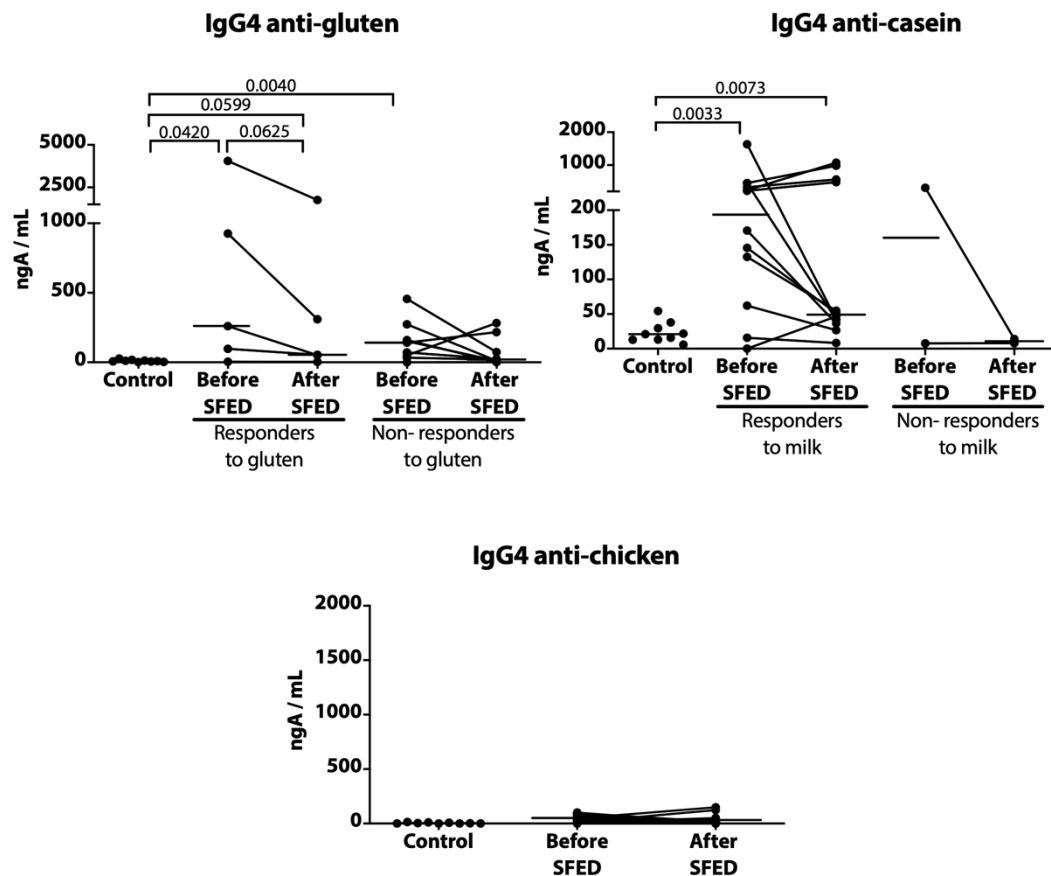 IgG4 anti-gluten
0.0040
0.0599
0.0420
0.0625
5000
2500
1000
500
0
ngA / mL
Control
Before
SFED
After
SFED
Before
SFED
After
SFED
Responders
to gluten
Non- responders
to gluten
IgG4 anti-casein
0.0073
0.0033
2000
1000
200
150
100
50
0
ngA / mL
Control
Before
SFED
After
SFED
Before
SFED
After
SFED
Responders
to milk
Non- responders
to milk
IgG4 anti-chicken
2000
1500
1000
500
0
ngA / mL
Control
Before
SFED
After
SFED